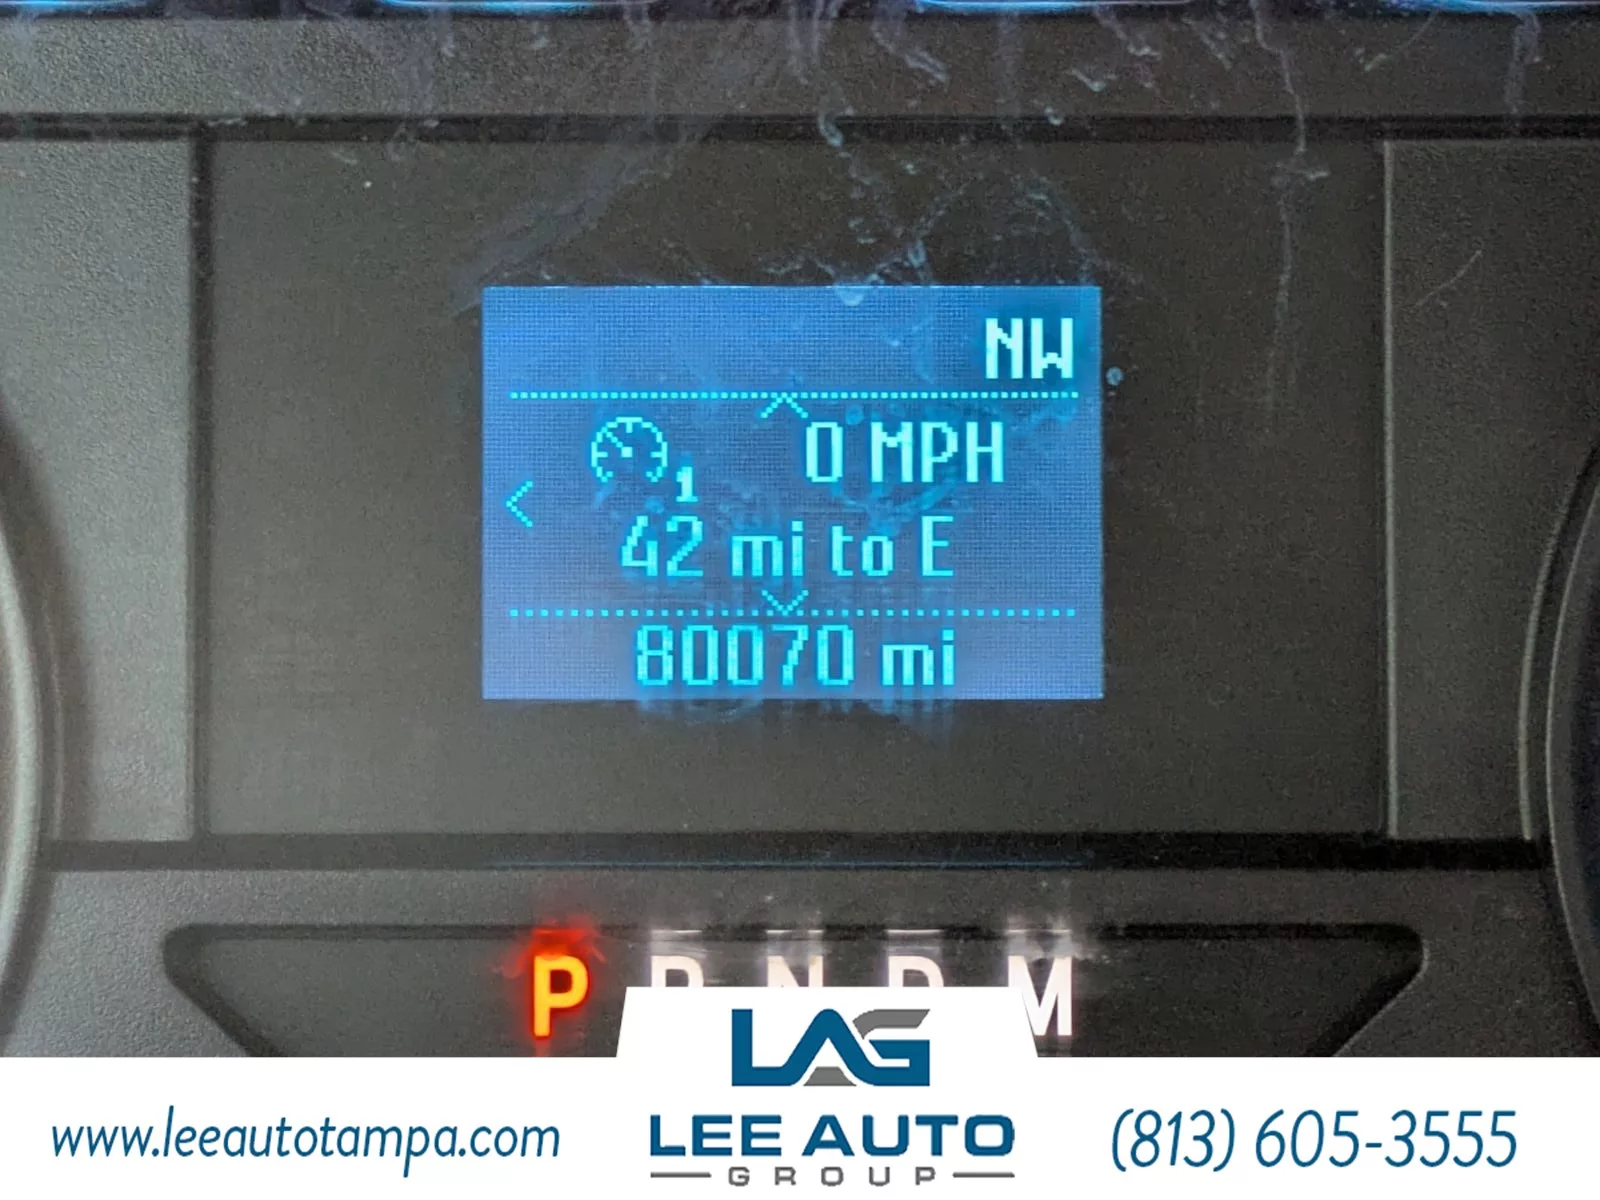 NW
0 MPH
1
42 mi to E
80070 mi
P R N D M
LAG
www.leeautotampa.com
LEE AUTO
GROUP
(813) 605-3555